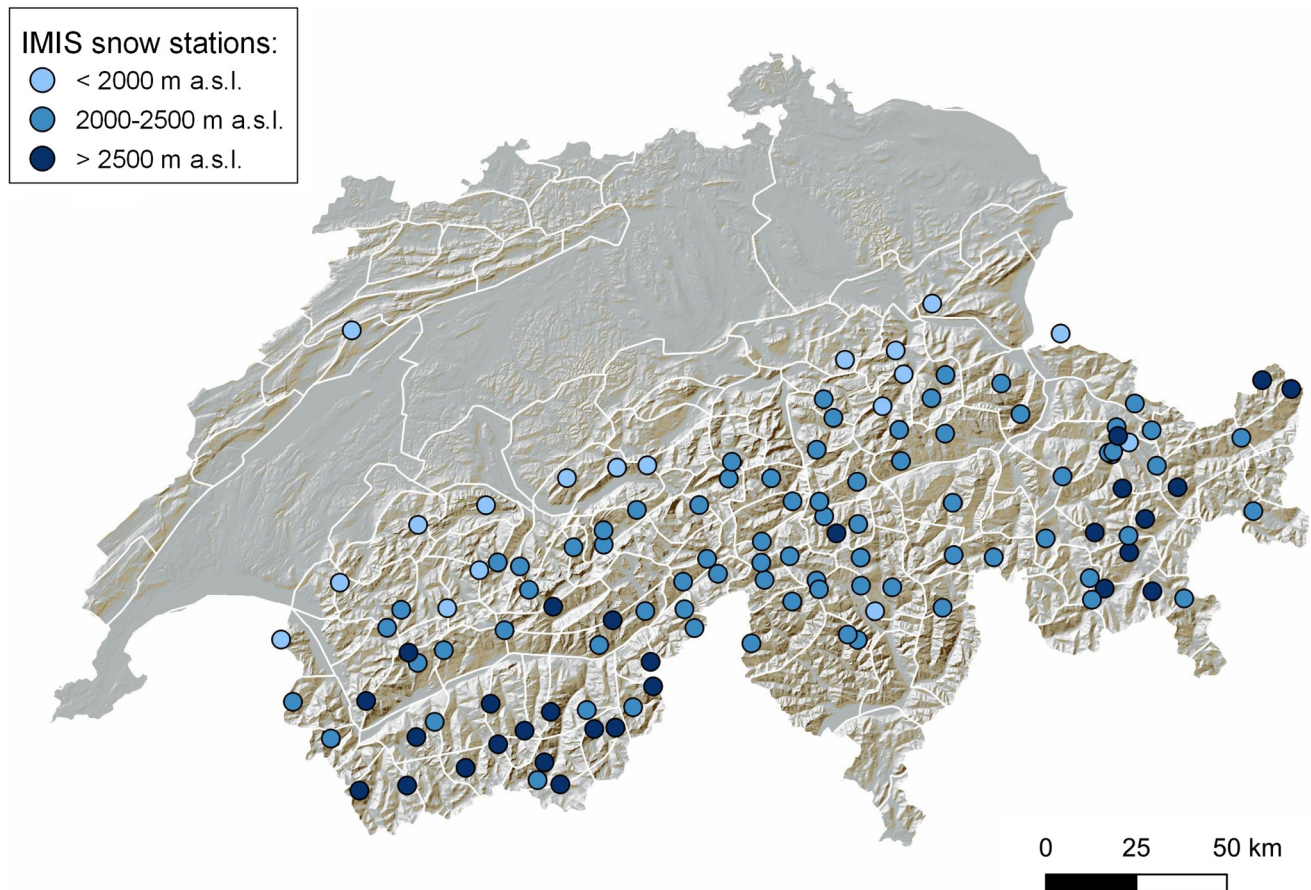 IMIS snow stations:
< 2000 m a.s.l.
2000-2500 m a.s.l.
> 2500 m a.s.l.
0 25 50 km